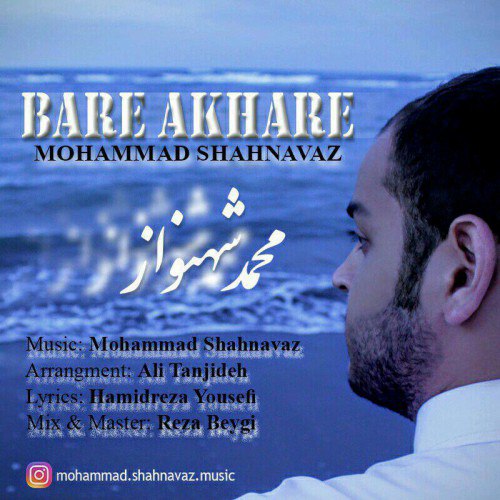 BARE AKHARE
MOHAMMAD SHAHNAVAZ
محمد شهنواز
Music: Mohammad Shahnavaz
Arrangment: Ali Tanjideh
Lyrics: Hamidreza Yousefi
Mix & Master: Reza Beygi
mohammad.shahnavaz.music